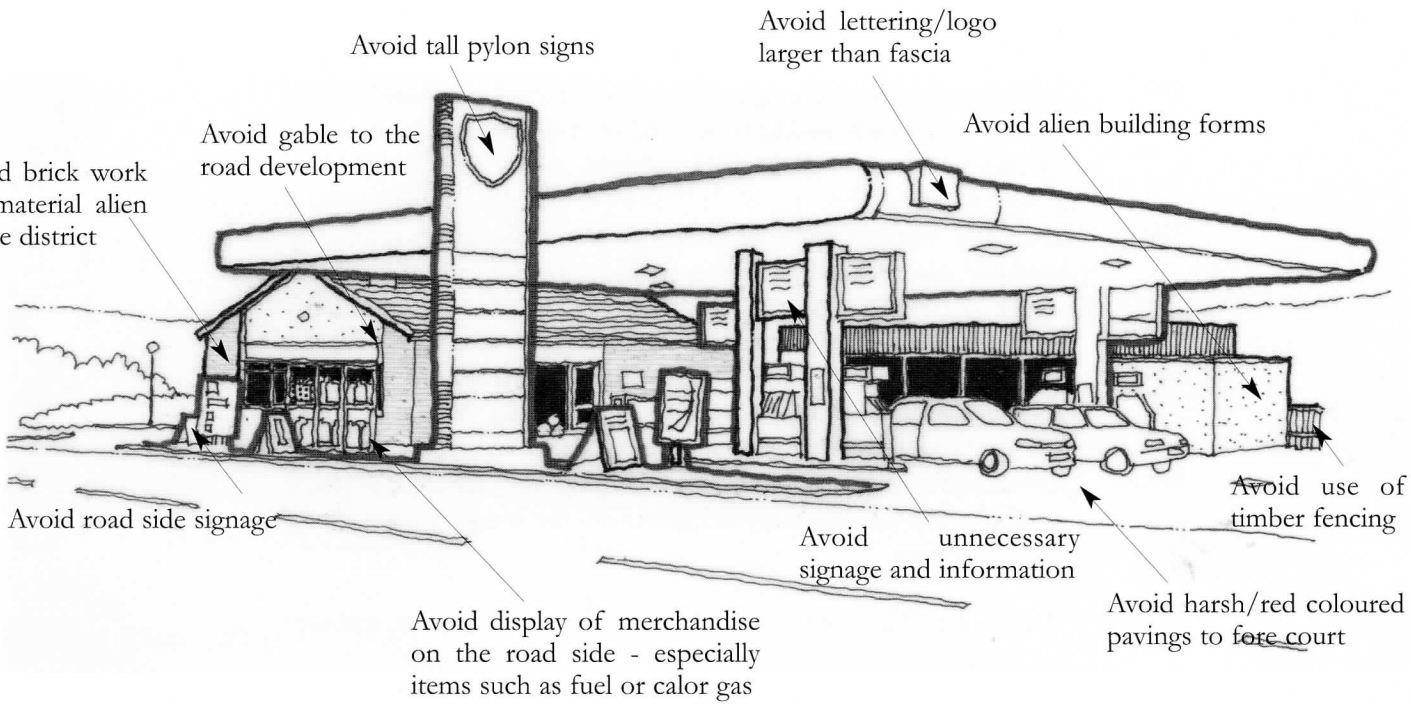 Avoid tall pylon signs
Avoid lettering/logo
larger than fascia
Avoid gable to the
road development
Avoid alien building forms
brick work
material alien
district
Avoid road side signage
Avoid unnecessary
signage and information
Avoid use of
timber fencing
Avoid display of merchandise
on the road side - especially
items such as fuel or calor gas
Avoid harsh/red coloured
pavings to fore court